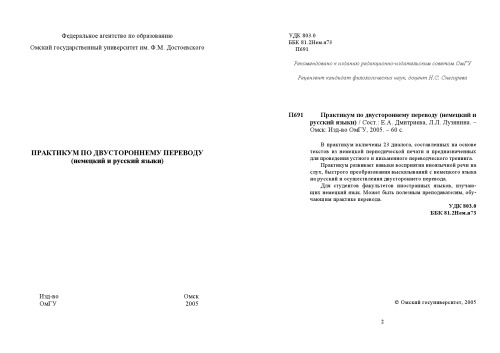 Федеральное агентство по образованию
Омский государственный университет им. Ф.М. Достоевского
ПРАКТИКУМ ПО ДВУСТОРОННЕМУ ПЕРЕВОДУ
(немецкий и русский языки)
Изд-во Омск
ОмГУ 2005
УДК 803.0
ББК 81.2Нем.я73
П691
Рекомендовано к изданию редакционно-издательским советом ОмГУ
Рецензент кандидат филологических наук, доцент Н.С. Снегирева
П691 Практикум по двустороннему переводу (немецкий и
русский языки) / Сост.: Е.А. Дмитриева, Л.Л. Лузянина. –
Омск: Изд-во ОмГУ, 2005. – 60 с.
В практикум включены 23 диалога, составленных на основе
текстов из немецкой периодической печати и предназначенных
для проведения устного и письменного переводческого тренинга.
Практикум развивает навыки восприятия иноязычной речи на
слух, быстрого преобразования высказываний с немецкого языка
на русский и осуществления двустороннего перевода.
Для студентов факультетов иностранных языков, изучаю-
щих немецкий язык. Может быть полезным преподавателям, обу-
чающим практике перевода.
УДК 803.0
ББК 81.2Нем.я73
© Омский госуниверситет, 2005
2